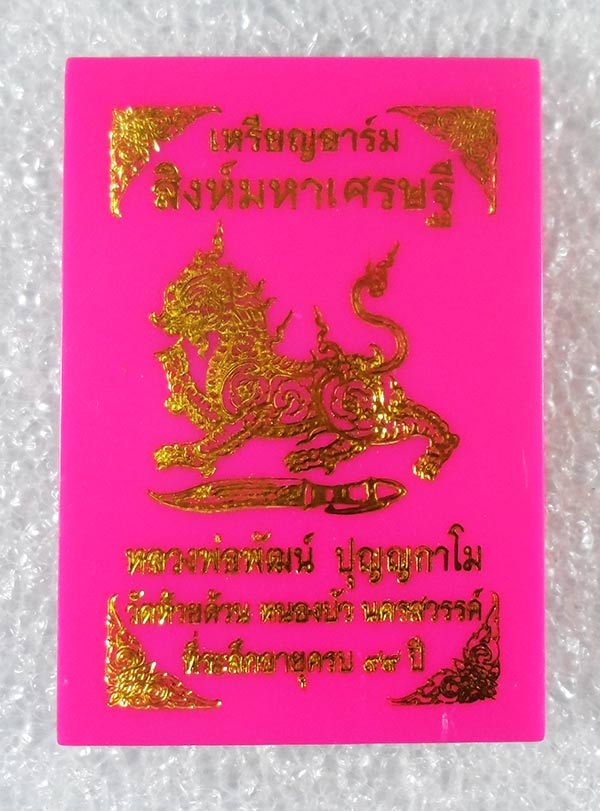 เหรียญอาร์ม
สิงห์มหาเศรษฐี
หลวงพ่อพัฒน์ ปุญญกาโม
วัดห้วยด้วน หนองบัว นครสวรรค์
ที่ระลึกอายุครบ ๙๙ ปี